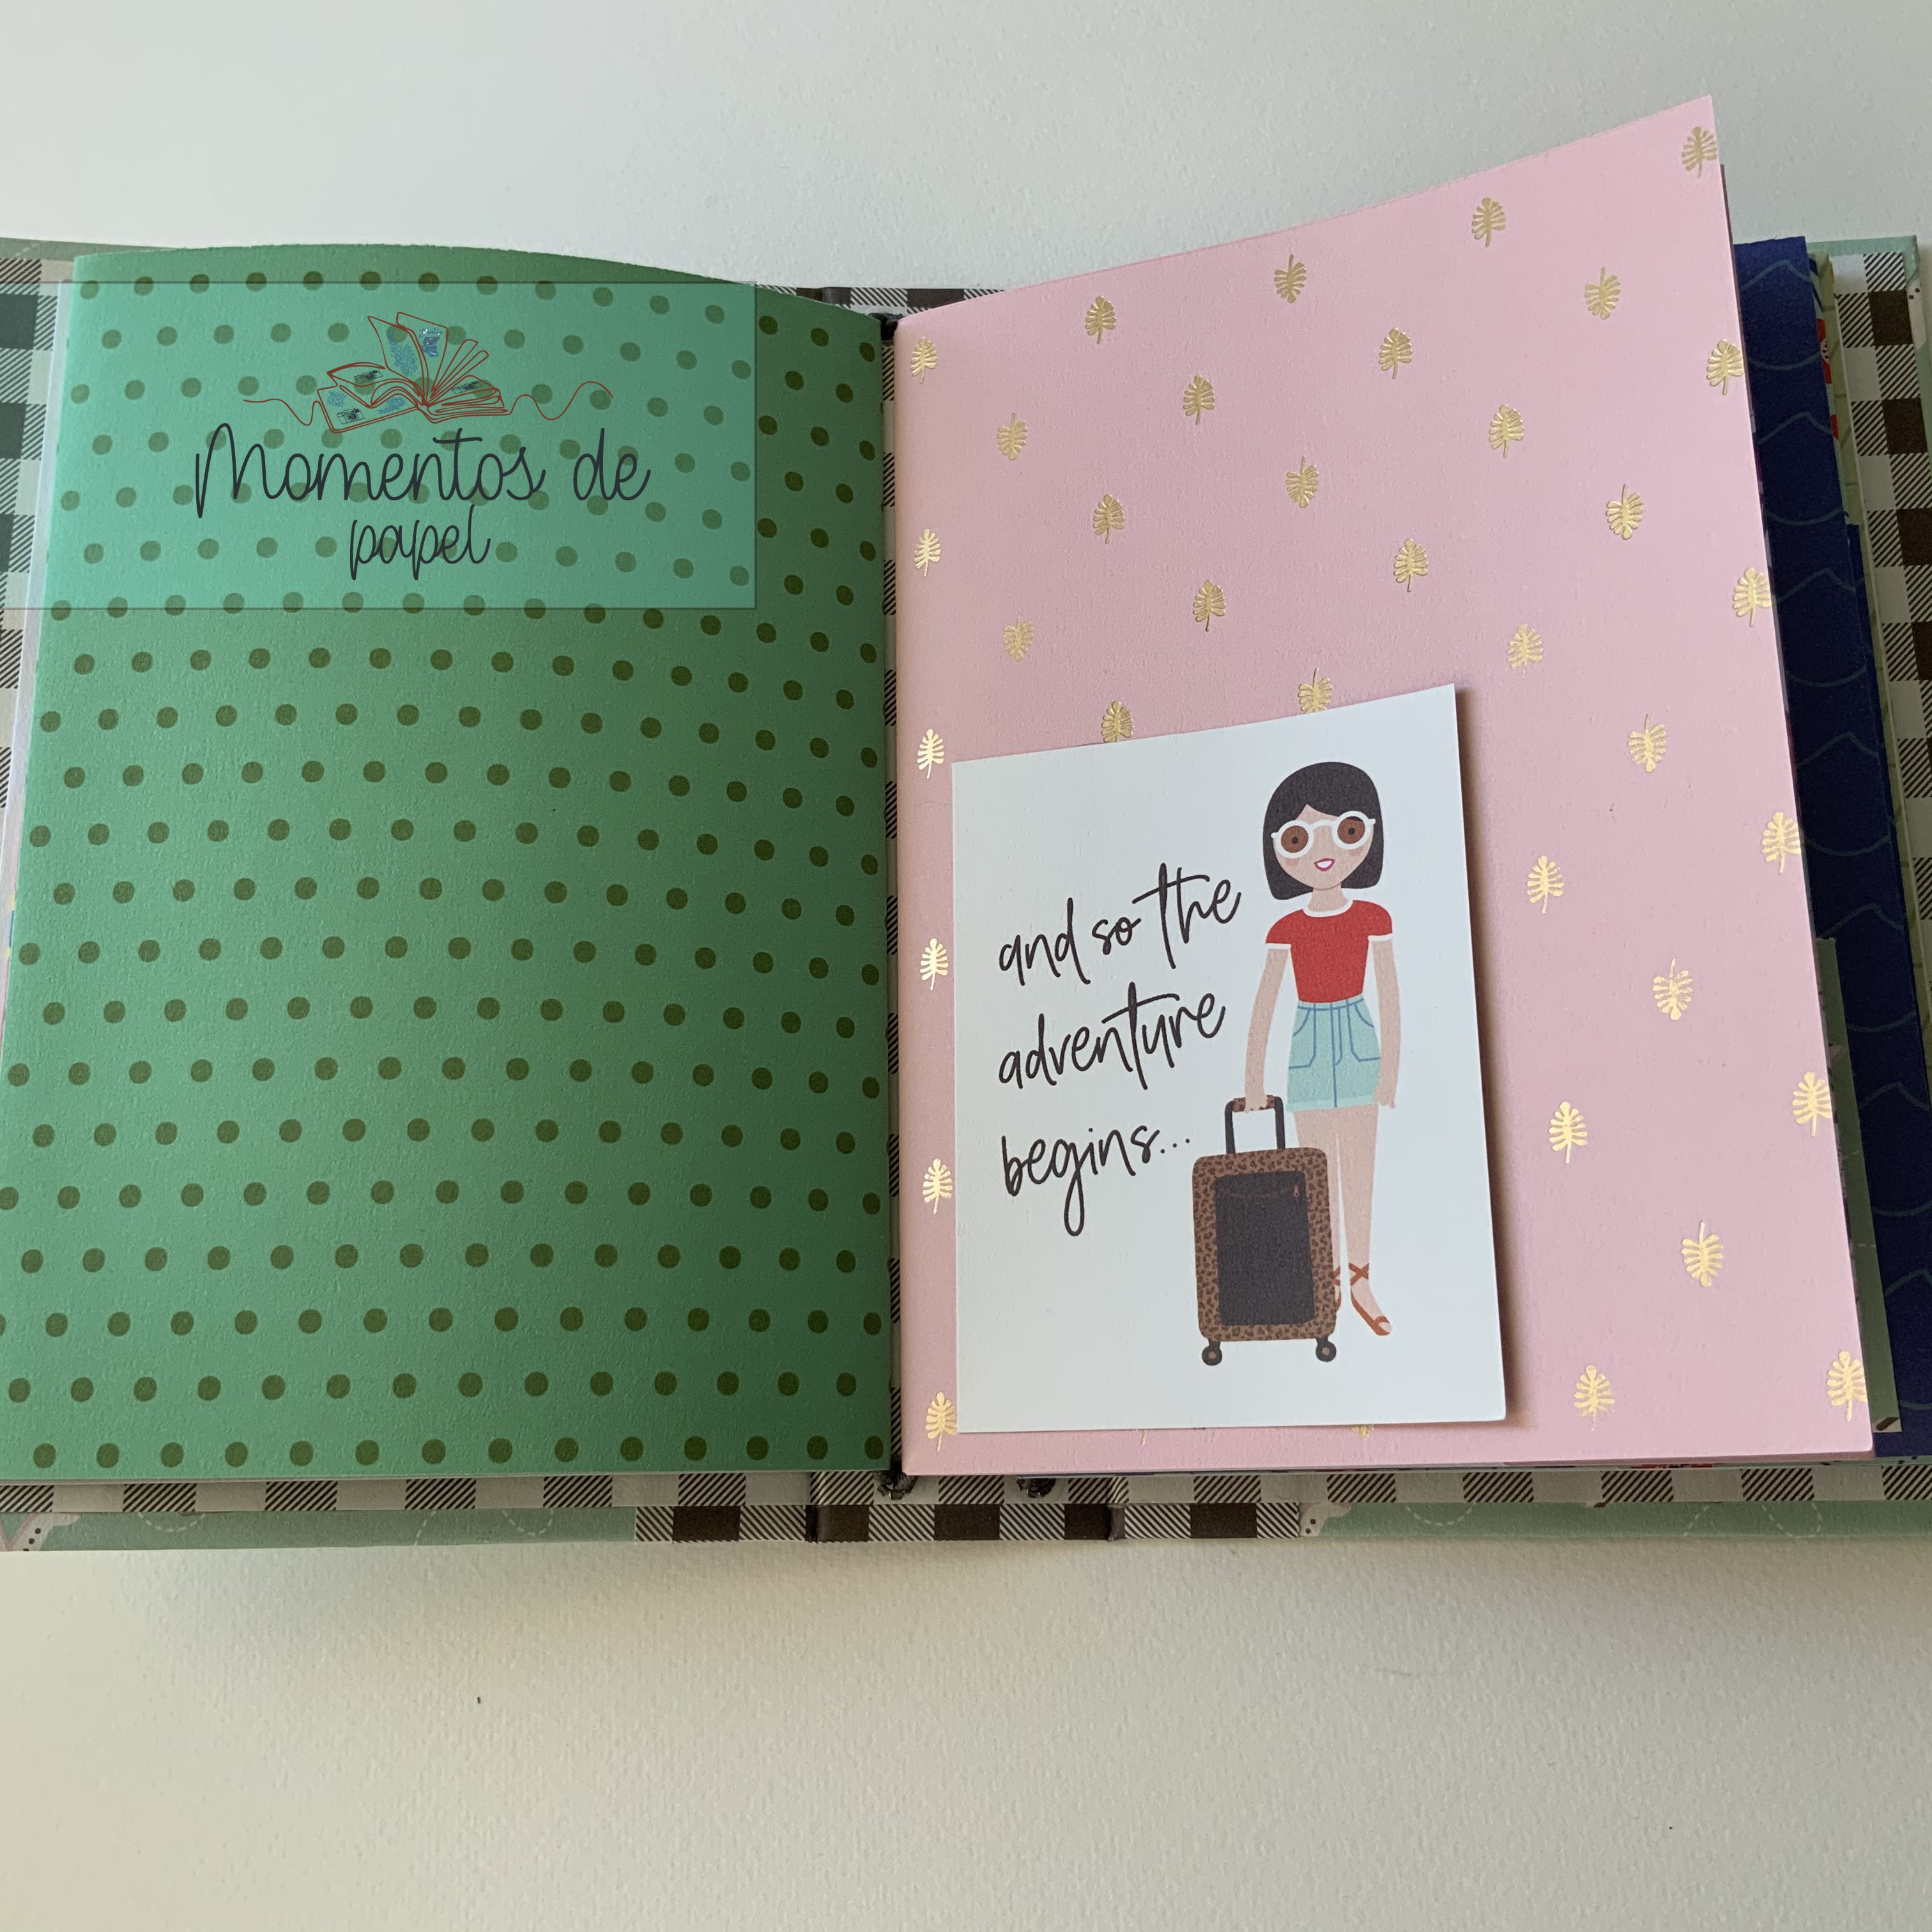 Momentos de
papel
and so the
adventure
begins...